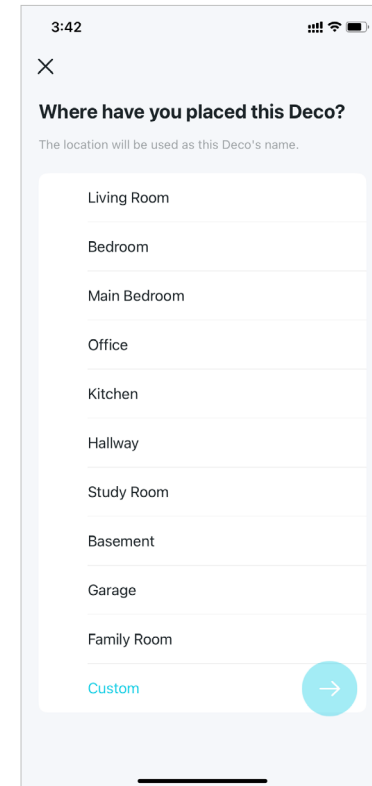 3:42
Where have you placed this Deco?
The location will be used as this Deco's name.
Living Room
Bedroom
Main Bedroom
Office
Kitchen
Hallway
Study Room
Basement
Garage
Family Room
Custom